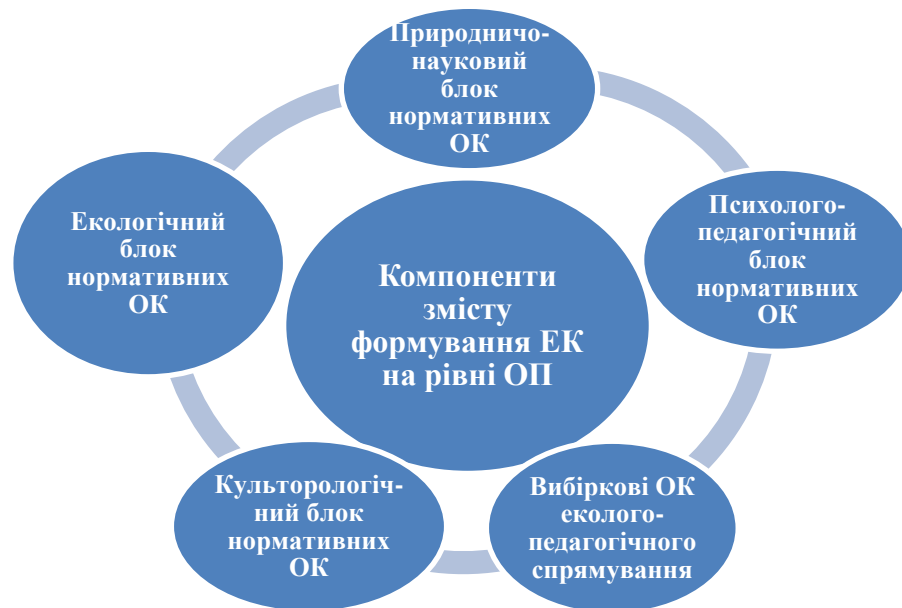 Природничо-
науковий
блок
нормативних
ОК
Екологічний
блок
нормативних
ОК
Психолого-
педагогічний
блок
нормативних
ОК
Компоненти
змісту
формування ЕК
на рівні ОП
Культорологіч-
ний блок
нормативних
ОК
Вибіркові ОК
еколого-
педагогічного
спрямування